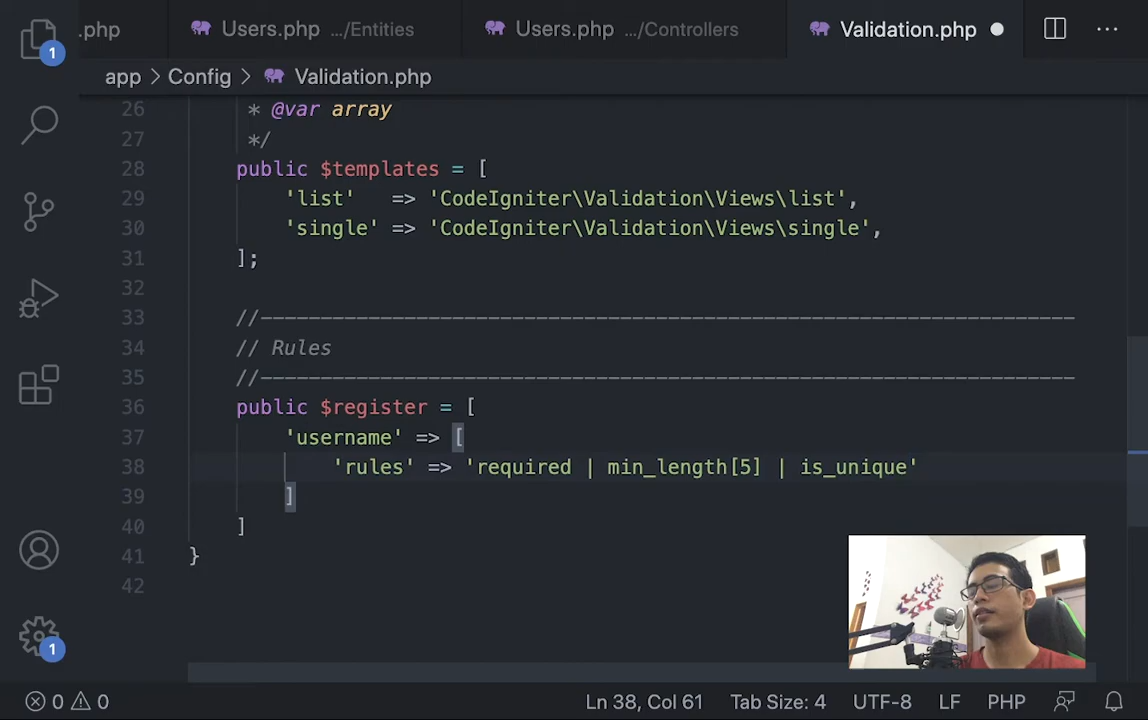 .php Users.php .../Entities Users.php .../Controllers Validation.php
1
app > Config > Validation.php
26 * @var array
27 */
28 public $templates = [
29 'list' => 'CodeIgniter\Validation\Views\list',
30 'single' => 'CodeIgniter\Validation\Views\single',
31 ];
32
33 //--------------------------------------------------------------------
34 // Rules
35 //--------------------------------------------------------------------
36 public $register = [
37 'username' => [
38 'rules' => 'required | min_length[5] | is_unique'
39 ]
40 ]
41 }
42
1
0 0 Ln 38, Col 61 Tab Size: 4 UTF-8 LF PHP